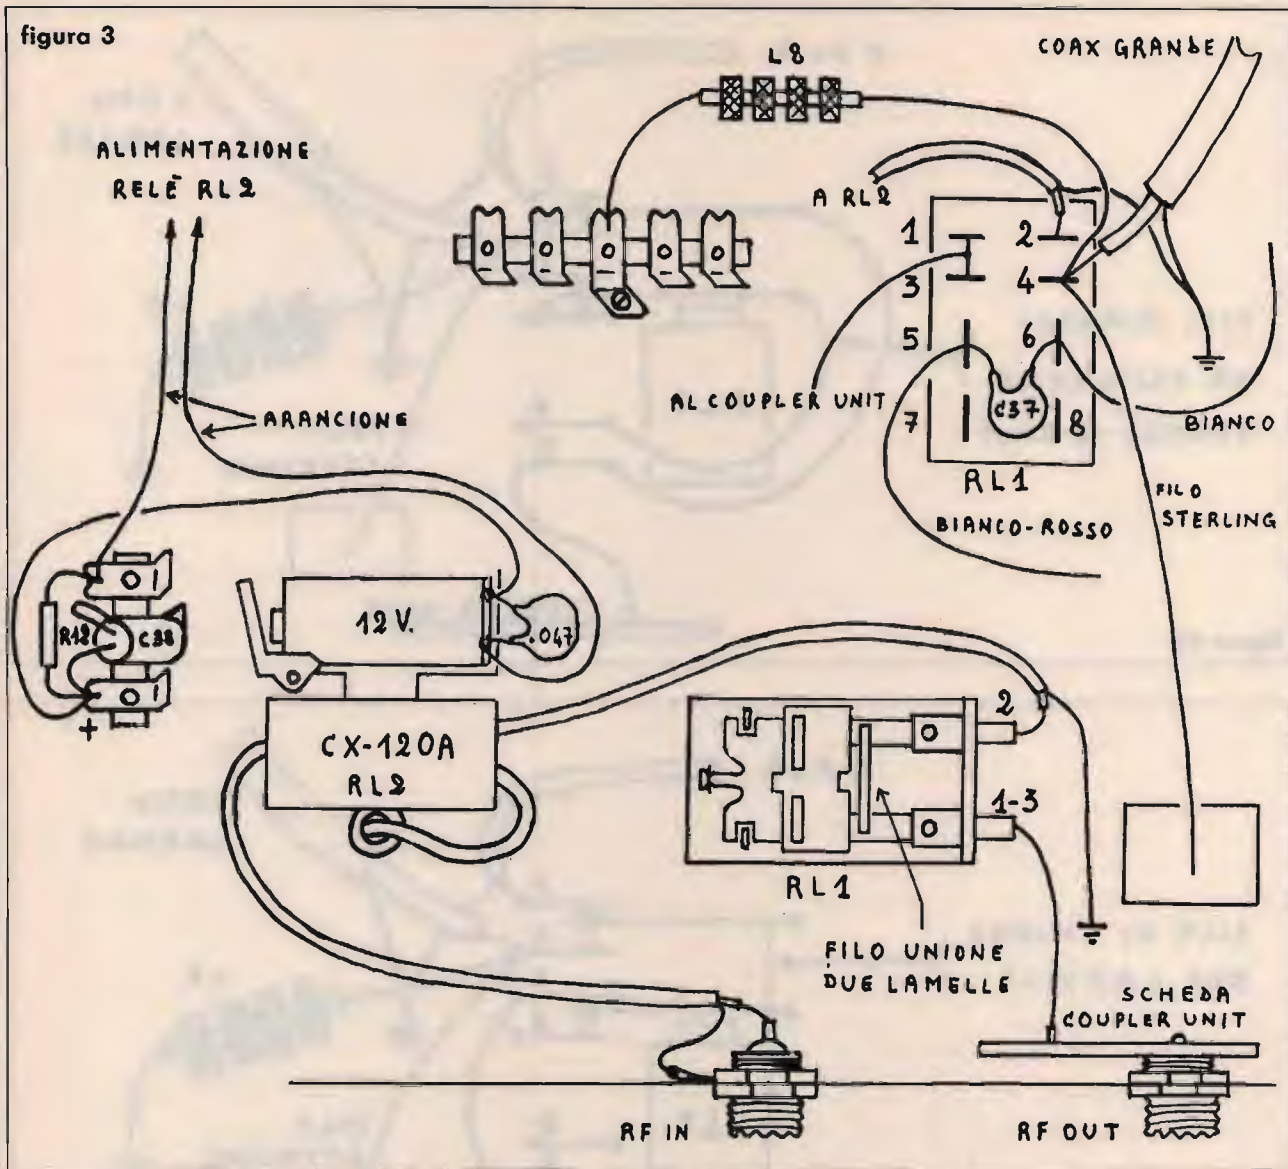 figura 3
L8
COAX GRANDE
ALIMENTAZIONE
RELÈ RL2
A RL2
1
2
3
4
5
6
7
8
C37
AL COUPLER UNIT
BIANCO
ARANCIONE
RL1
FILO
STERLING
BIANCO-ROSSO
12 V.
.047
R18
C38
+
CX-120A
RL2
2
1-3
RL1
FILO UNIONE
DUE LAMELLE
SCHEDA
COUPLER UNIT
RF IN
RF OUT